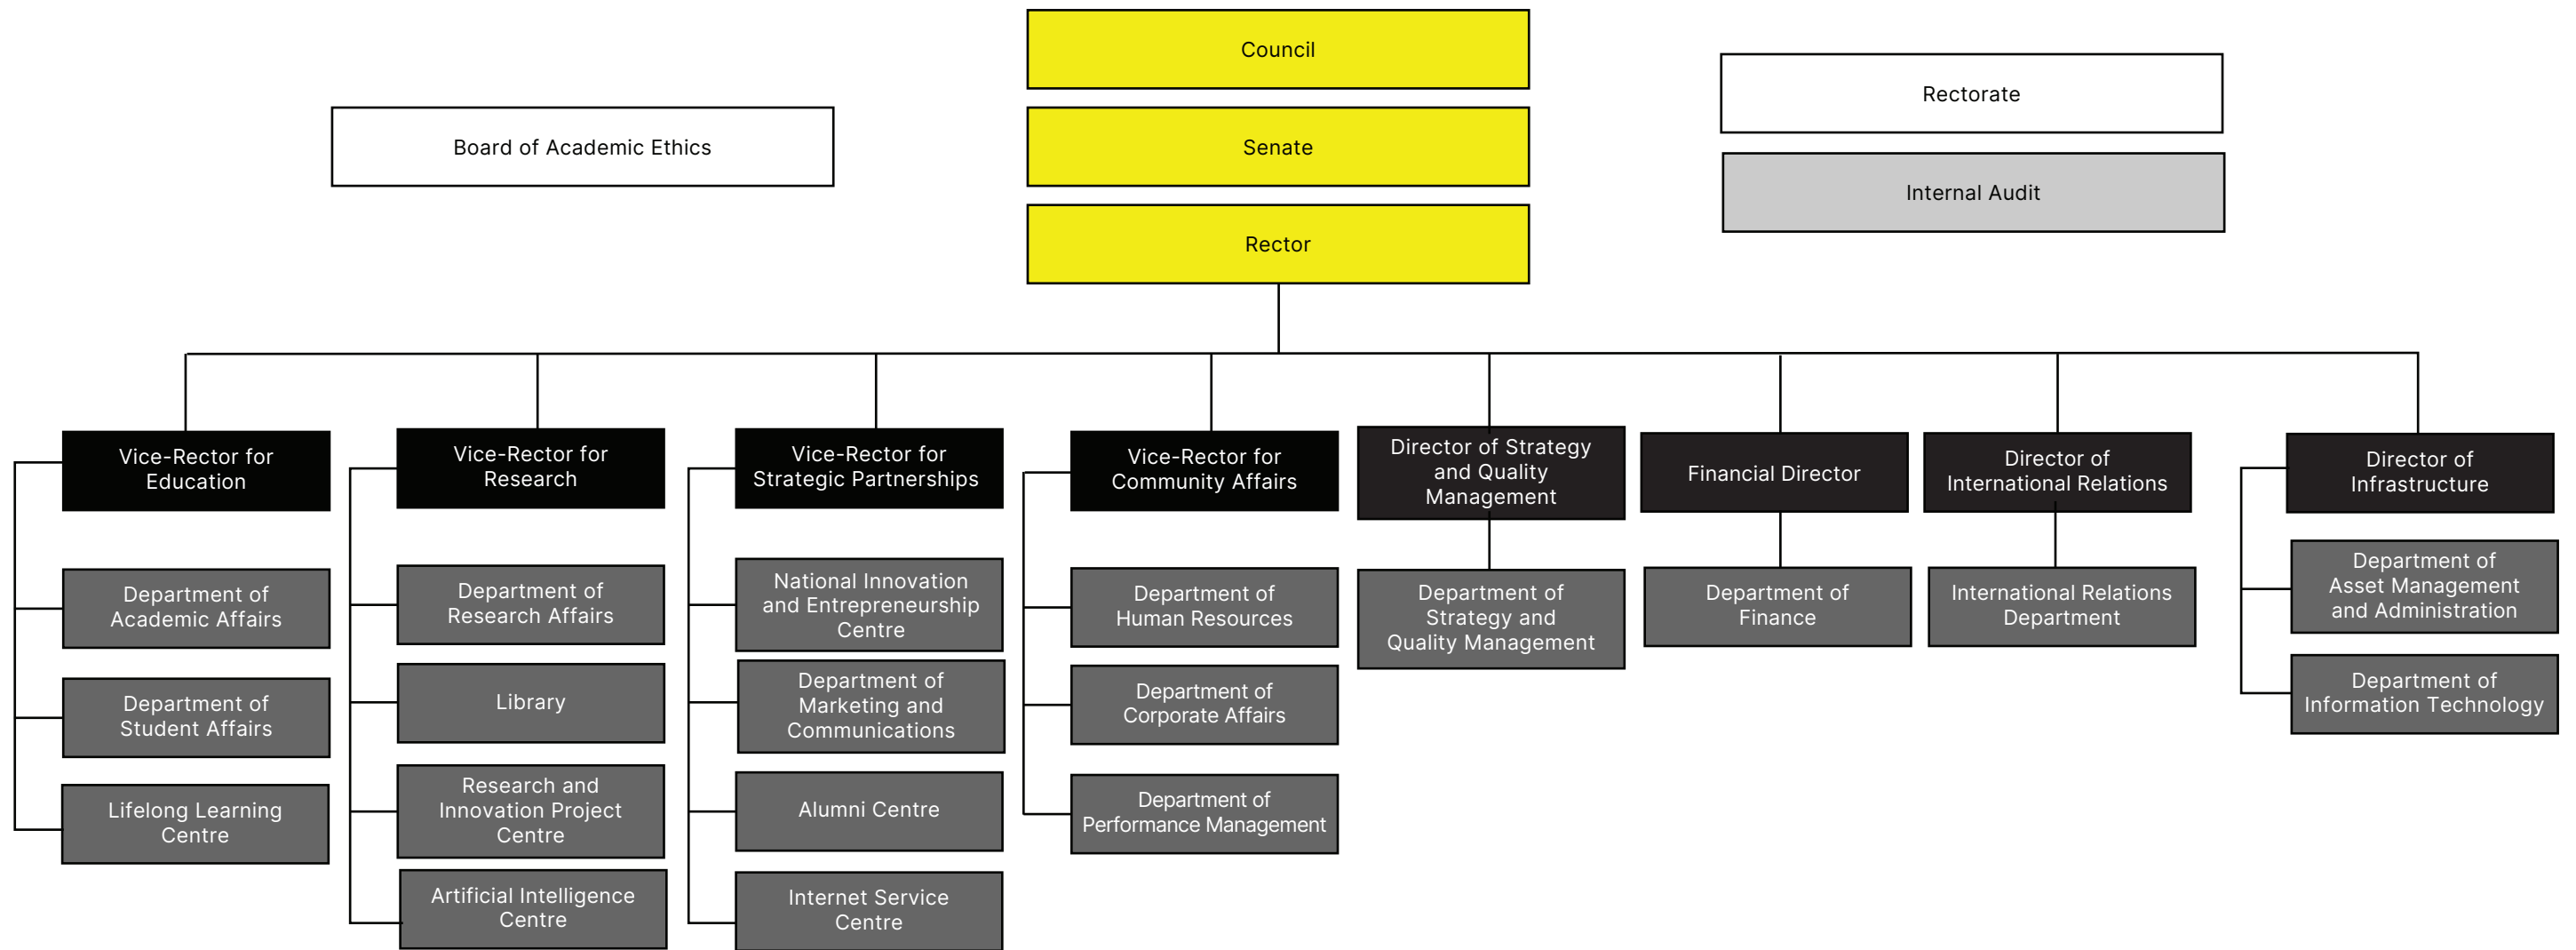 Council
Rectorate
Board of Academic Ethics
Senate
Internal Audit
Rector
Vice-Rector for
Education
Vice-Rector for
Research
Vice-Rector for
Strategic Partnerships
Vice-Rector for
Community Affairs
Director of Strategy
and Quality
Management
Financial Director
Director of
International Relations
Director of
Infrastructure
Department of
Academic Affairs
Department of
Student Affairs
Lifelong Learning
Centre
Department of
Research Affairs
Library
Research and
Innovation Project
Centre
Artificial Intelligence
Centre
National Innovation
and Entrepreneurship
Centre
Department of
Marketing and
Communications
Alumni Centre
Internet Service
Centre
Department of
Human Resources
Department of
Corporate Affairs
Department of
Performance Management
Department of
Strategy and
Quality Management
Department of
Finance
International Relations
Department
Department of
Asset Management
and Administration
Department of
Information Technology